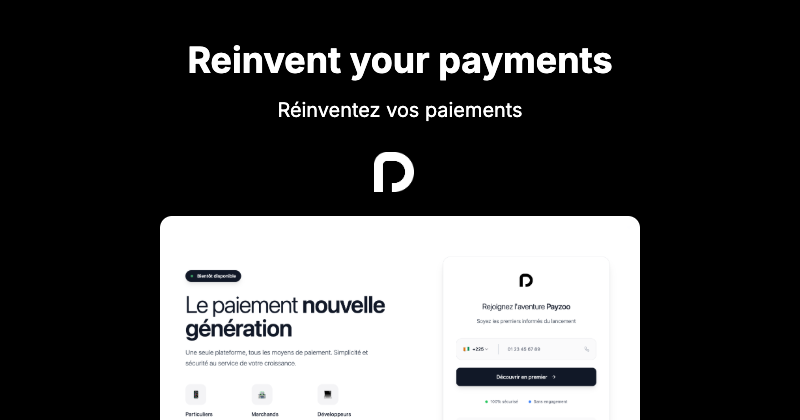 Reinvent your payments
Réinventez vos paiements
Bientôt disponible
Le paiement nouvelle
génération
Une seule plateforme, tous les moyens de paiement. Simplicité et
sécurité au service de votre croissance.
Particuliers
Marchands
Développeurs
Rejoignez l'aventure Payzoo
Soyez les premiers informés du lancement
+225
01 23 45 67 89
Découvrir en premier →
100% sécurisé
Sans engagement